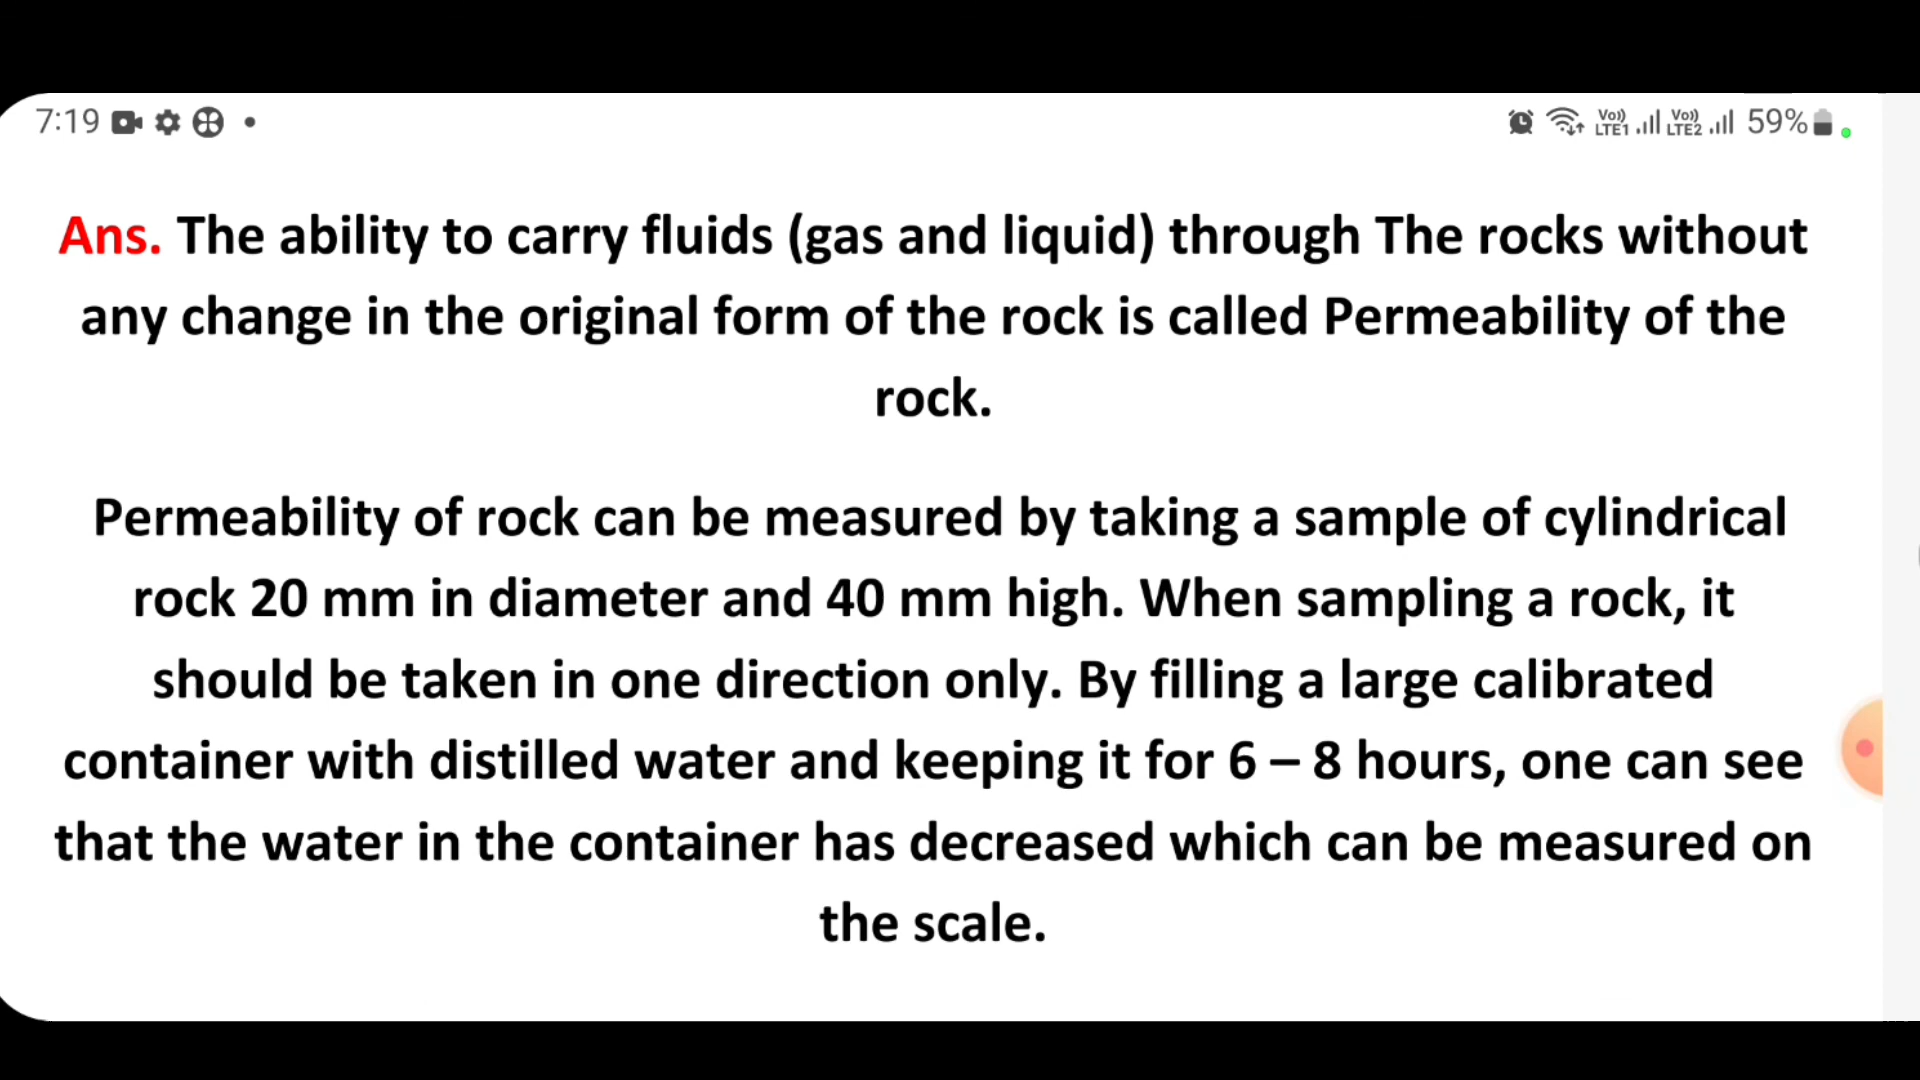 7:19
Vo)) LTE1 Vo)) LTE2 59%
Ans. The ability to carry fluids (gas and liquid) through The rocks without
any change in the original form of the rock is called Permeability of the
rock.
Permeability of rock can be measured by taking a sample of cylindrical
rock 20 mm in diameter and 40 mm high. When sampling a rock, it
should be taken in one direction only. By filling a large calibrated
container with distilled water and keeping it for 6 – 8 hours, one can see
that the water in the container has decreased which can be measured on
the scale.